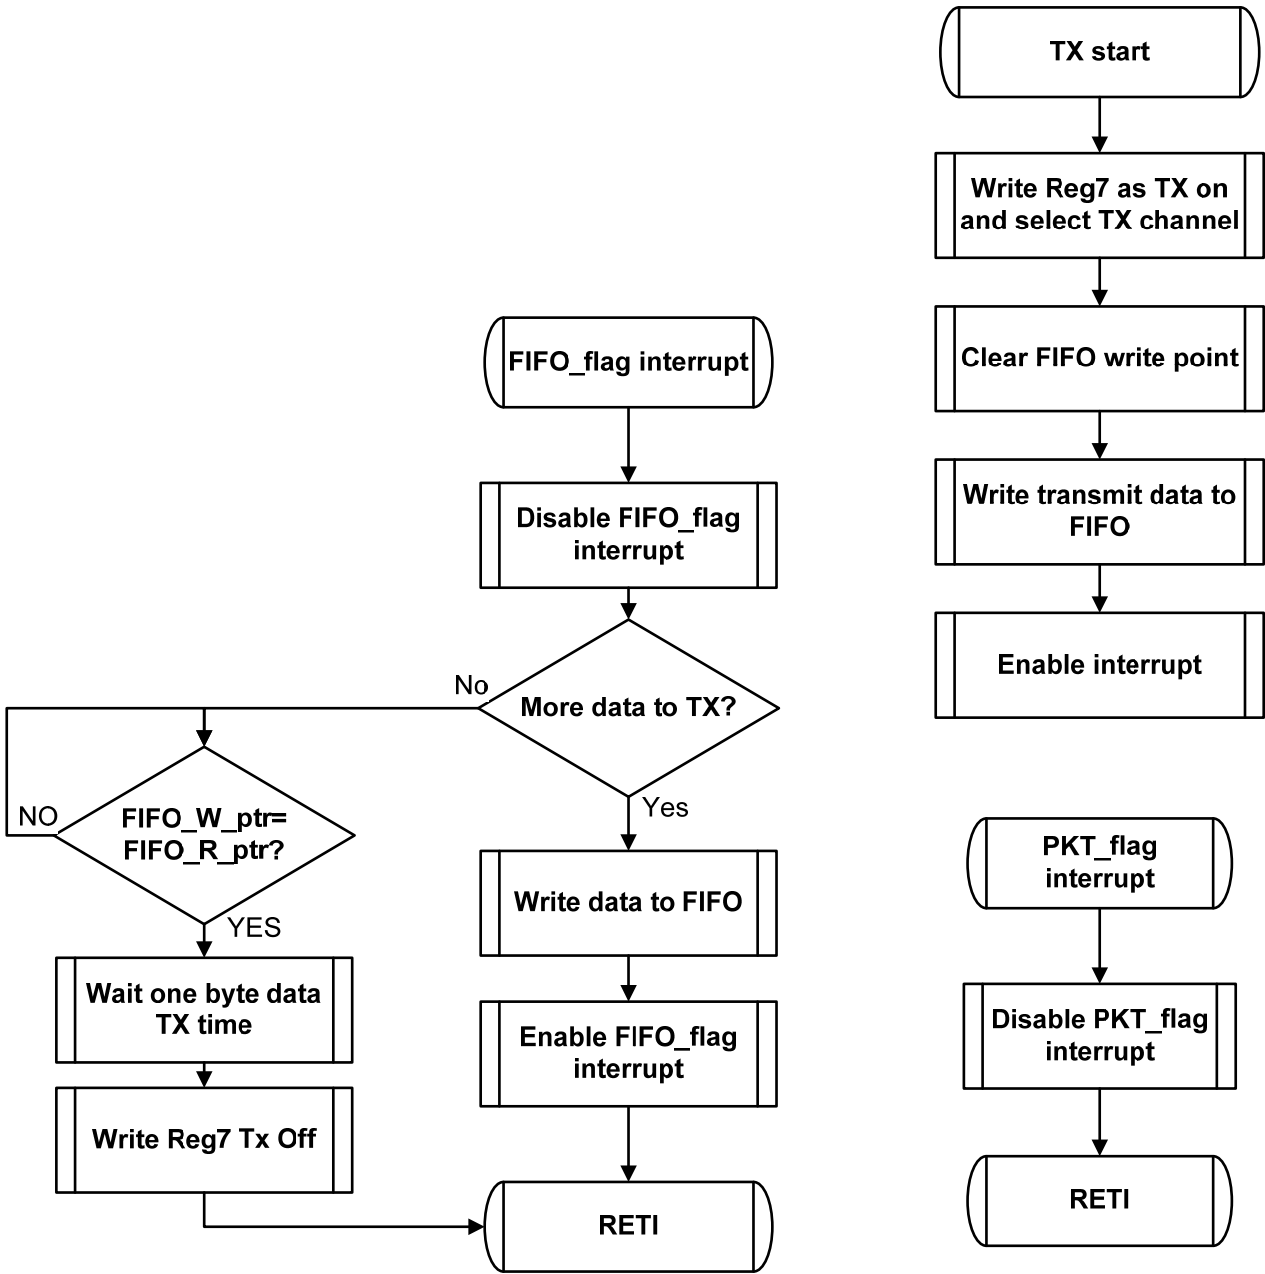 TX start
Write Reg7 as TX on
and select TX channel
Clear FIFO write point
Write transmit data to
FIFO
Enable interrupt
FIFO_flag interrupt
Disable FIFO_flag
interrupt
More data to TX?
No
Yes
FIFO_W_ptr=
FIFO_R_ptr?
NO
YES
Wait one byte data
TX time
Write Reg7 Tx Off
Write data to FIFO
Enable FIFO_flag
interrupt
RETI
PKT_flag
interrupt
Disable PKT_flag
interrupt
RETI